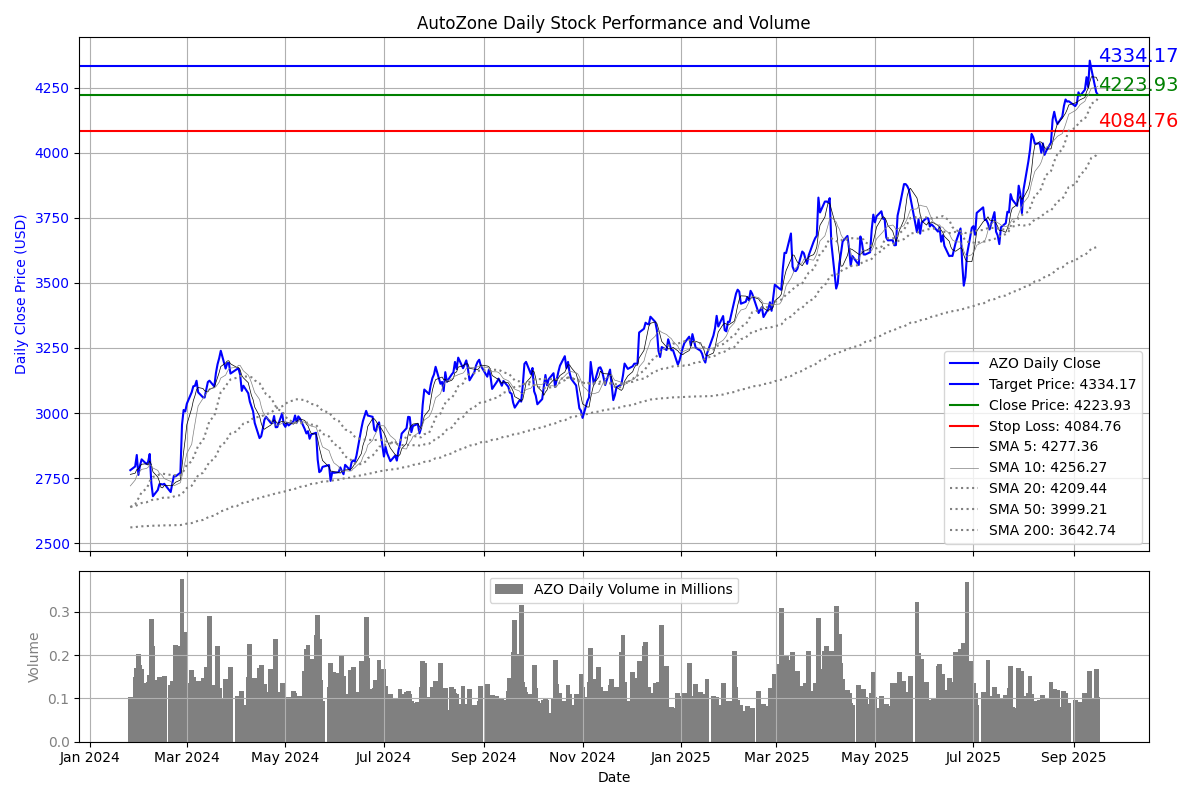 AutoZone Daily Stock Performance and Volume
4334.17
4223.93
4084.76
Daily Close Price (USD)
4250
4000
3750
3500
3250
3000
2750
2500
AZO Daily Close
Target Price: 4334.17
Close Price: 4223.93
Stop Loss: 4084.76
SMA 5: 4277.36
SMA 10: 4256.27
SMA 20: 4209.44
SMA 50: 3999.21
SMA 200: 3642.74
AZO Daily Volume in Millions
Volume
0.3
0.2
0.1
0.0
Jan 2024 Mar 2024 May 2024 Jul 2024 Sep 2024 Nov 2024 Jan 2025 Mar 2025 May 2025 Jul 2025 Sep 2025
Date